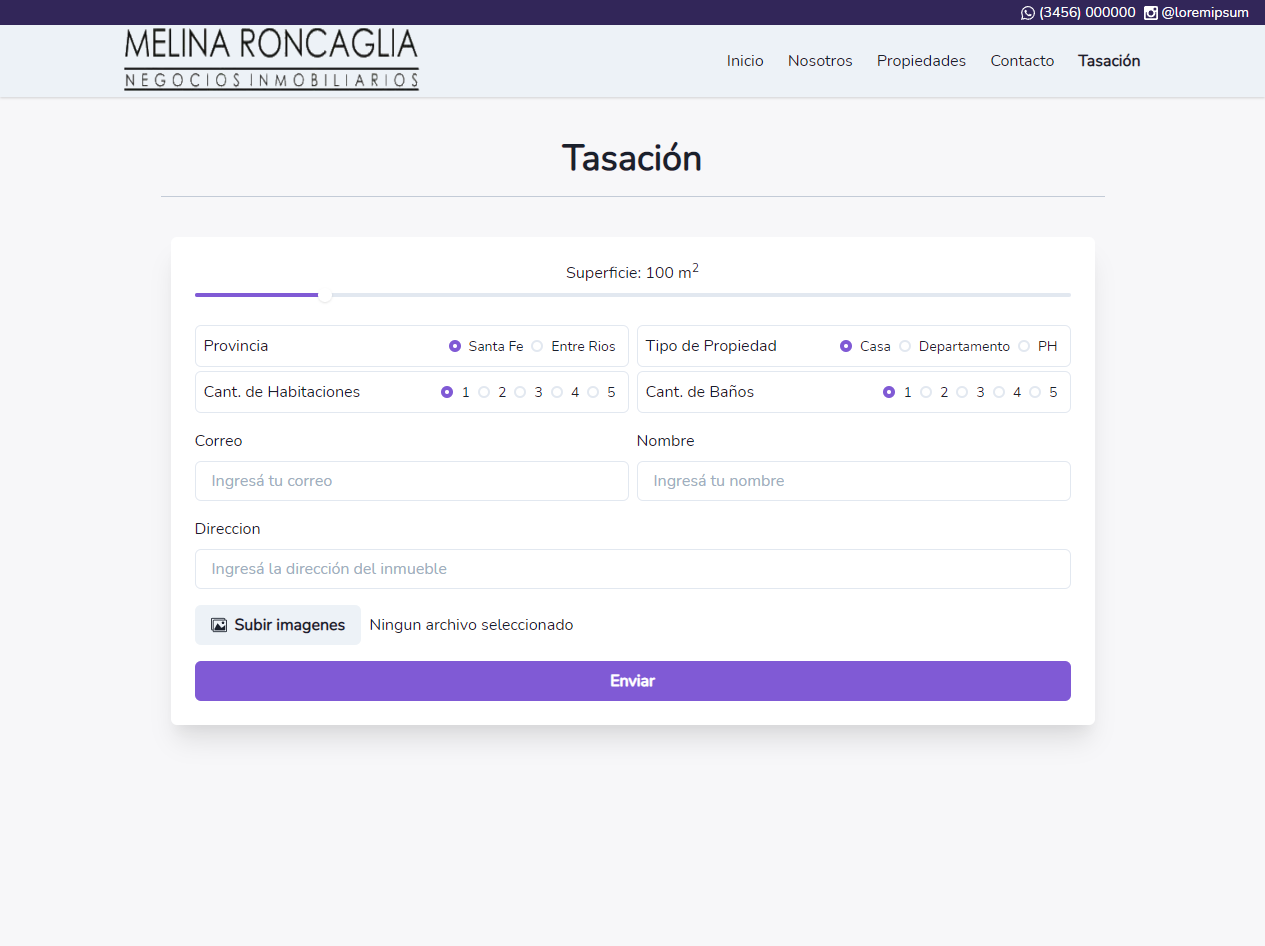 (3456) 000000 @loremipsum
MELINA RONCAGLIA
NEGOCIOS INMOBILIARIOS
Inicio Nosotros Propiedades Contacto Tasación
Tasación
Superficie: 100 m²
Provincia Santa Fe Entre Rios Tipo de Propiedad Casa Departamento PH
Cant. de Habitaciones 1 2 3 4 5 Cant. de Baños 1 2 3 4 5
Correo Nombre
Ingresá tu correo Ingresá tu nombre
Direccion
Ingresá la dirección del inmueble
Subir imagenes Ningun archivo seleccionado
Enviar